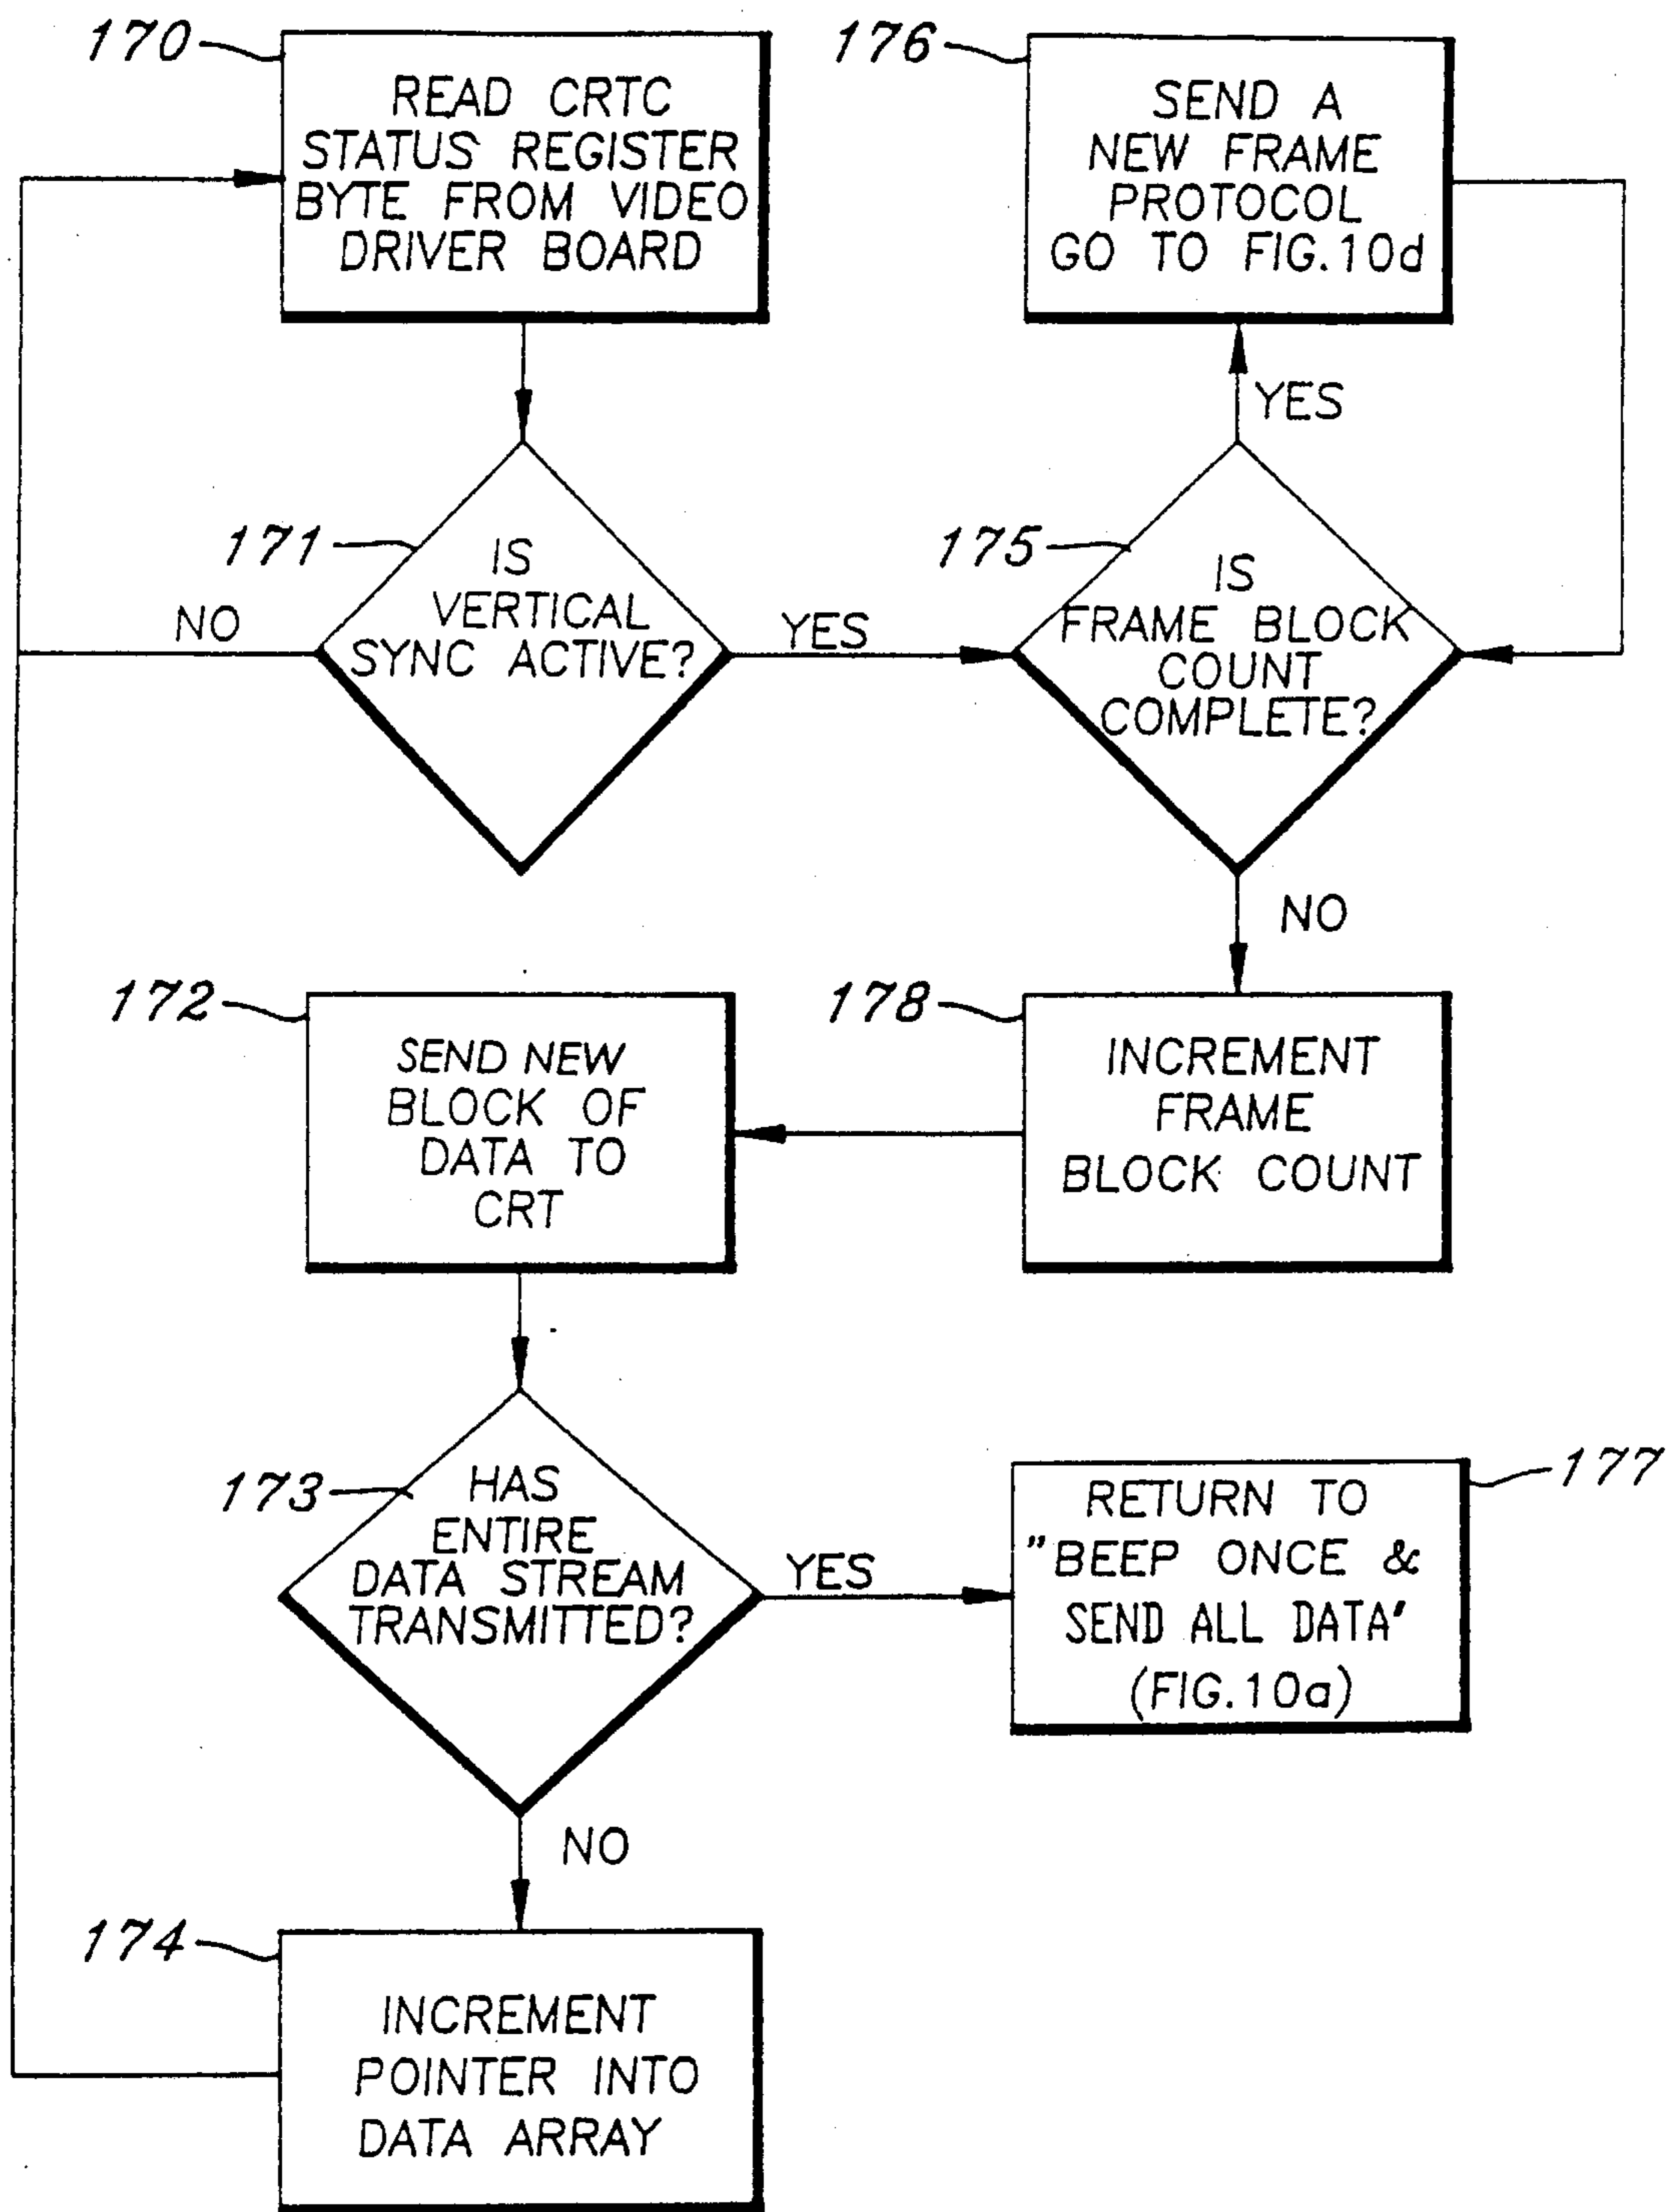 170
READ CRTC
STATUS REGISTER
BYTE FROM VIDEO
DRIVER BOARD
176
SEND A
NEW FRAME
PROTOCOL
GO TO FIG.10d
YES
171
IS
VERTICAL
SYNC ACTIVE?
NO
YES
175
IS
FRAME BLOCK
COUNT
COMPLETE?
NO
172
SEND NEW
BLOCK OF
DATA TO
CRT
178
INCREMENT
FRAME
BLOCK COUNT
173
HAS
ENTIRE
DATA STREAM
TRANSMITTED?
YES
177
RETURN TO
"BEEP ONCE &
SEND ALL DATA'
(FIG.10a)
NO
174
INCREMENT
POINTER INTO
DATA ARRAY